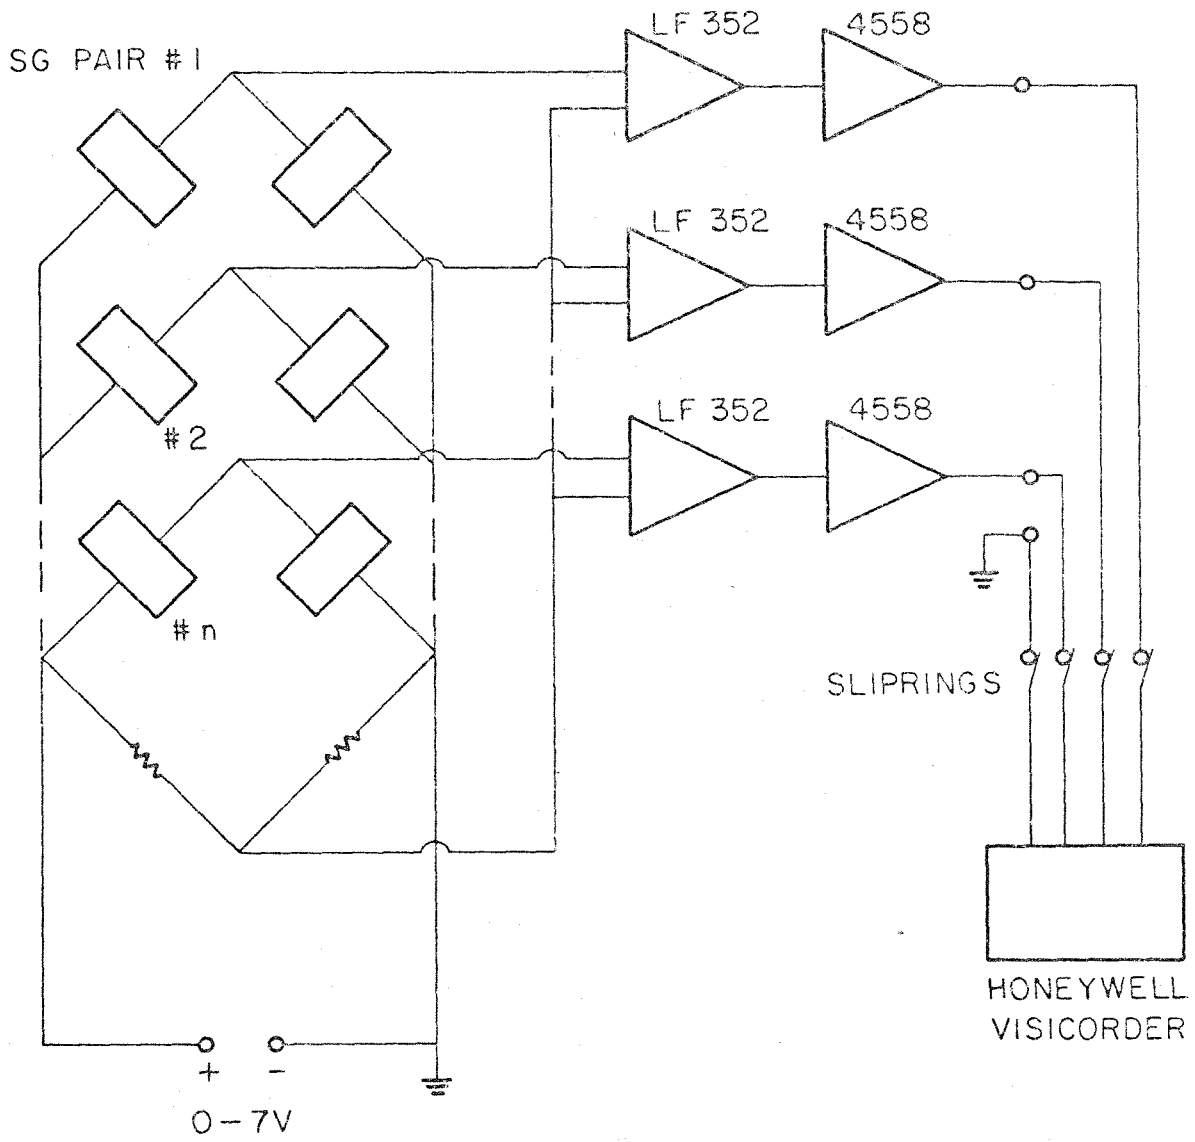 SG PAIR #1
LF 352
4558
LF 352
4558
#2
LF 352
4558
#n
SLIPRINGS
HONEYWELL
VISICORDER
+ -
0-7V